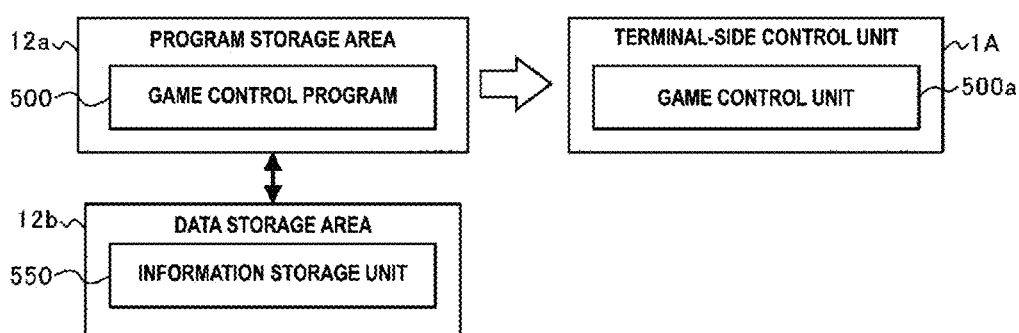 12a
PROGRAM STORAGE AREA
500
GAME CONTROL PROGRAM
TERMINAL-SIDE CONTROL UNIT
1A
GAME CONTROL UNIT
500a
12b
DATA STORAGE AREA
550
INFORMATION STORAGE UNIT